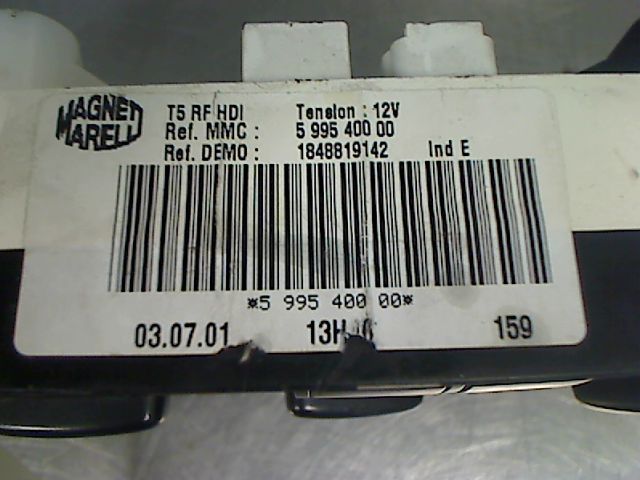 MAGNETI
MARELLI
T5 RF HDI Tension : 12V
Ref. MMC : 5 995 400 00
Ref. DEMO : 1848819142 Ind E
*5 995 400 00*
03.07.01 159